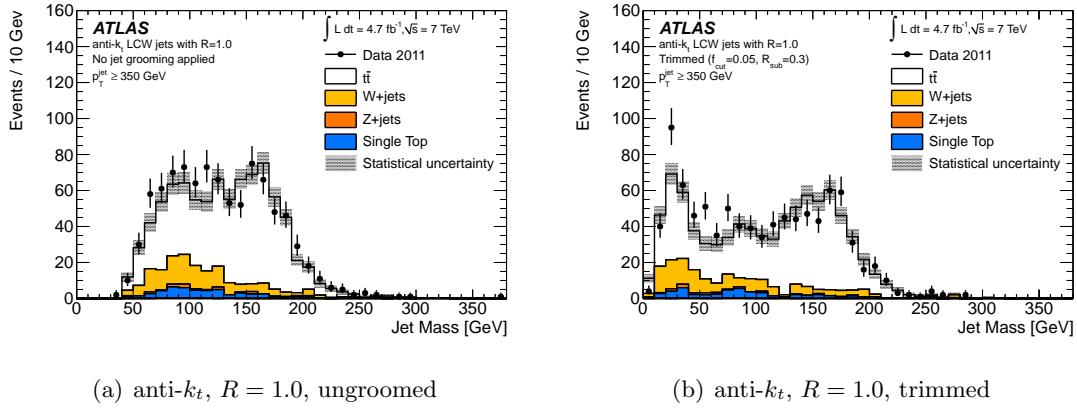 Events / 10 GeV
160
140
120
100
80
60
40
20
0
ATLAS
anti-kₜ LCW jets with R=1.0
No jet grooming applied
p_T^jet ≥ 350 GeV
∫ L dt = 4.7 fb⁻¹, √s = 7 TeV
Data 2011
tt̄
W+jets
Z+jets
Single Top
Statistical uncertainty
0 50 100 150 200 250 300 350
Jet Mass [GeV]
(a) anti-kₜ, R = 1.0, ungroomed
Events / 10 GeV
160
140
120
100
80
60
40
20
0
ATLAS
anti-kₜ LCW jets with R=1.0
Trimmed (f_cut=0.05, R_sub=0.3)
p_T^jet ≥ 350 GeV
∫ L dt = 4.7 fb⁻¹, √s = 7 TeV
Data 2011
tt̄
W+jets
Z+jets
Single Top
Statistical uncertainty
0 50 100 150 200 250 300 350
Jet Mass [GeV]
(b) anti-kₜ, R = 1.0, trimmed